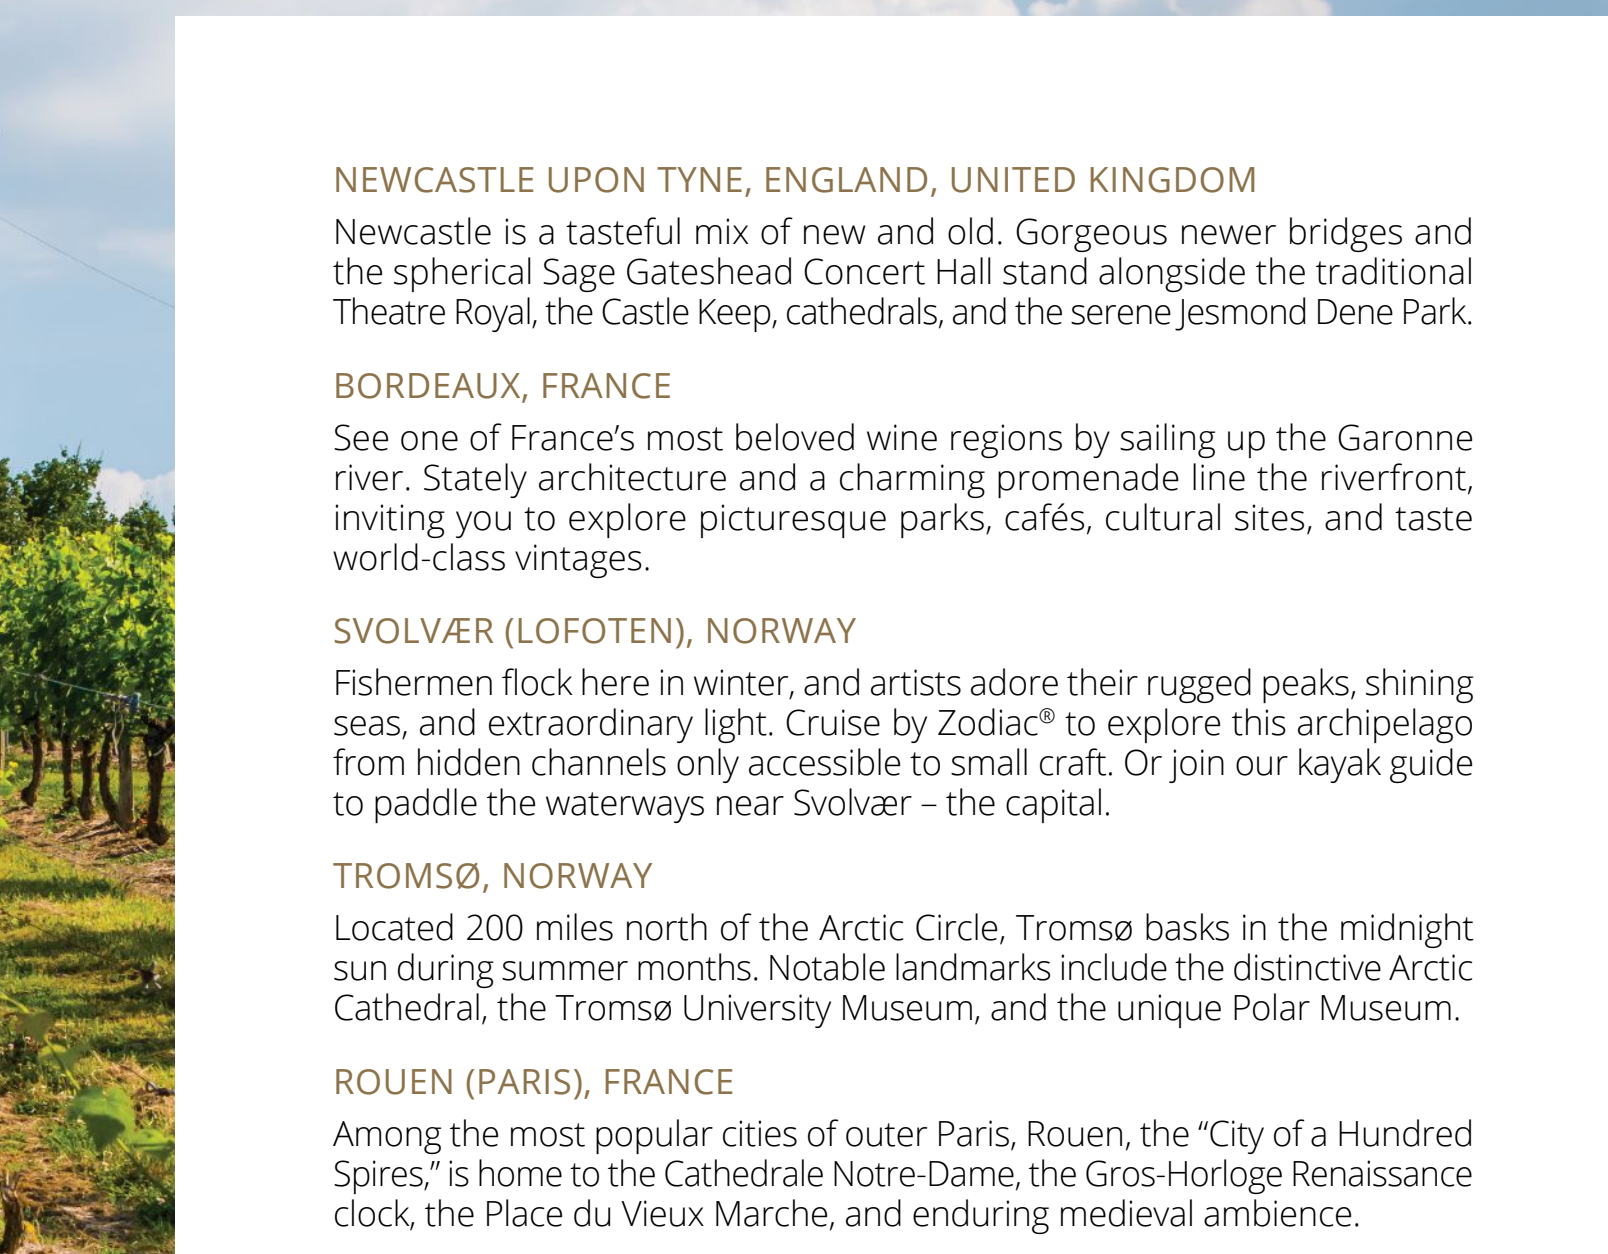 NEWCASTLE UPON TYNE, ENGLAND, UNITED KINGDOM
Newcastle is a tasteful mix of new and old. Gorgeous newer bridges and
the spherical Sage Gateshead Concert Hall stand alongside the traditional
Theatre Royal, the Castle Keep, cathedrals, and the serene Jesmond Dene Park.
BORDEAUX, FRANCE
See one of France’s most beloved wine regions by sailing up the Garonne
river. Stately architecture and a charming promenade line the riverfront,
inviting you to explore picturesque parks, cafés, cultural sites, and taste
world-class vintages.
SVOLVÆR (LOFOTEN), NORWAY
Fishermen flock here in winter, and artists adore their rugged peaks, shining
seas, and extraordinary light. Cruise by Zodiac® to explore this archipelago
from hidden channels only accessible to small craft. Or join our kayak guide
to paddle the waterways near Svolvær – the capital.
TROMSØ, NORWAY
Located 200 miles north of the Arctic Circle, Tromsø basks in the midnight
sun during summer months. Notable landmarks include the distinctive Arctic
Cathedral, the Tromsø University Museum, and the unique Polar Museum.
ROUEN (PARIS), FRANCE
Among the most popular cities of outer Paris, Rouen, the “City of a Hundred
Spires,” is home to the Cathedrale Notre-Dame, the Gros-Horloge Renaissance
clock, the Place du Vieux Marche, and enduring medieval ambience.